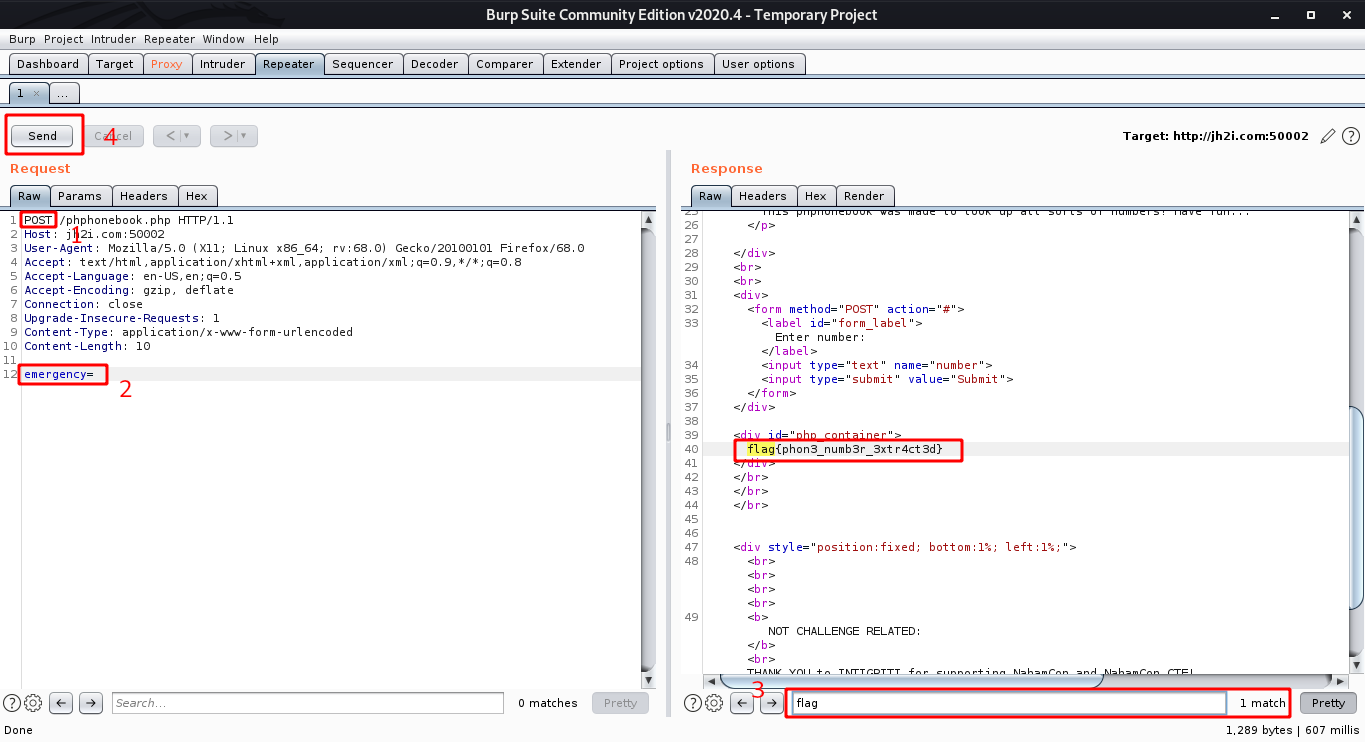 Burp Suite Community Edition v2020.4 - Temporary Project
Burp Project Intruder Repeater Window Help
Dashboard Target Proxy Intruder Repeater Sequencer Decoder Comparer Extender Project options User options
1 × ...
Send Cancel < > 4
Target: http://jh2i.com:50002
Request
Raw Params Headers Hex
1 POST /phphonebook.php HTTP/1.1
1
2 Host: jh2i.com:50002
3 User-Agent: Mozilla/5.0 (X11; Linux x86_64; rv:68.0) Gecko/20100101 Firefox/68.0
4 Accept: text/html,application/xhtml+xml,application/xml;q=0.9,*/*;q=0.8
5 Accept-Language: en-US,en;q=0.5
6 Accept-Encoding: gzip, deflate
7 Connection: close
8 Upgrade-Insecure-Requests: 1
9 Content-Type: application/x-www-form-urlencoded
10 Content-Length: 10
11
12 emergency=
2
Search...
0 matches
Pretty
Response
Raw Headers Hex Render
25 This phphonebook was made to look up all sorts of numbers! Have fun...
26 </p>
27
28 </div>
29 <br>
30 <br>
31 <div>
32 <form method="POST" action="#">
33 <label id="form_label">
Enter number:
</label>
34 <input type="text" name="number">
35 <input type="submit" value="Submit">
36 </form>
37 </div>
38
39 <div id="php_container">
40 flag{phon3_numb3r_3xtr4ct3d}
41 </div>
42 </br>
43 </br>
44 </br>
45
46
47 <div style="position:fixed; bottom:1%; left:1%;">
48 <br>
<br>
<br>
<br>
49 <b>
NOT CHALLENGE RELATED:
</b>
<br>
THANK YOU to INTIGRITI for supporting NahamCon and NahamCon CTF!
3
flag
1 match
Pretty
Done
1,289 bytes | 607 millis